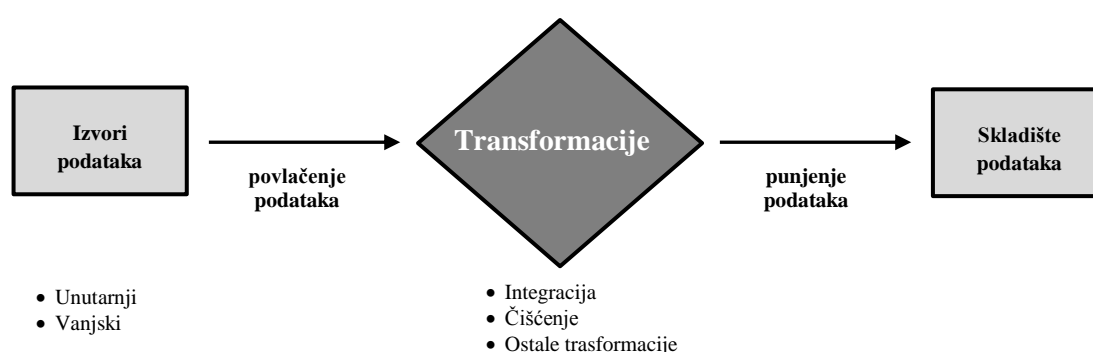 Izvori
podataka
povlačenje
podataka
Transformacije
punjenje
podataka
Skladište
podataka
• Unutarnji
• Vanjski
• Integracija
• Čišćenje
• Ostale trasformacije